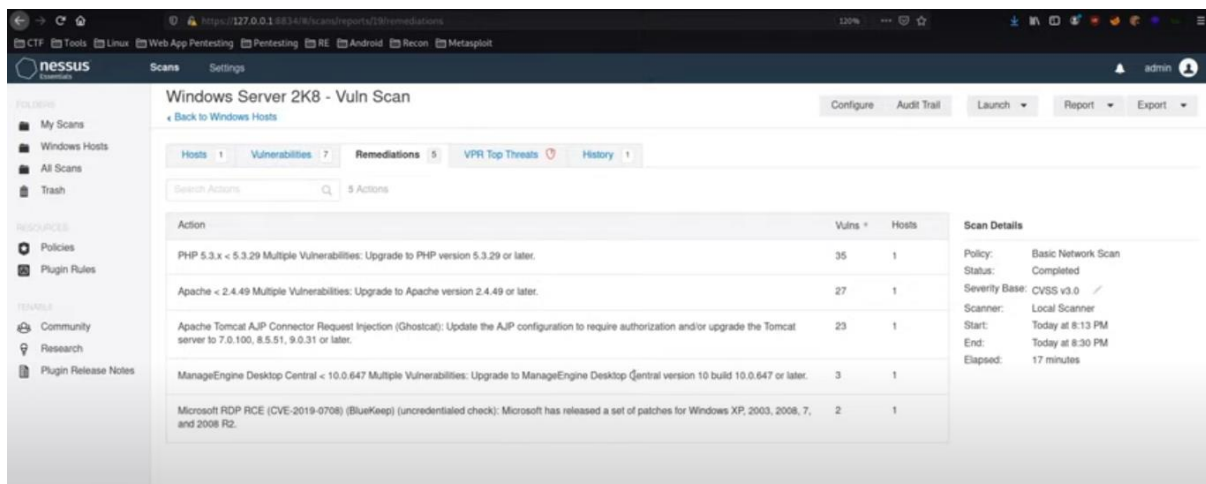 https://127.0.0.1:8834/#/scans/reports/19/remediations
120%
CTF Tools Linux Web App Pentesting Pentesting RE Android Recon Metasploit
nessus
Essentials
Scans Settings
admin
FOLDERS
My Scans
Windows Hosts
All Scans
Trash
RESOURCES
Policies
Plugin Rules
TENABLE
Community
Research
Plugin Release Notes
Windows Server 2K8 - Vuln Scan
‹ Back to Windows Hosts
Configure Audit Trail Launch Report Export
Hosts 1 Vulnerabilities 7 Remediations 5 VPR Top Threats History 1
Search Actions 5 Actions
Action Vulns Hosts
PHP 5.3.x < 5.3.29 Multiple Vulnerabilities: Upgrade to PHP version 5.3.29 or later. 35 1
Apache < 2.4.49 Multiple Vulnerabilities: Upgrade to Apache version 2.4.49 or later. 27 1
Apache Tomcat AJP Connector Request Injection (Ghostcat): Update the AJP configuration to require authorization and/or upgrade the Tomcat 23 1
server to 7.0.100, 8.5.51, 9.0.31 or later.
ManageEngine Desktop Central < 10.0.647 Multiple Vulnerabilities: Upgrade to ManageEngine Desktop Central version 10 build 10.0.647 or later. 3 1
Microsoft RDP RCE (CVE-2019-0708) (BlueKeep) (uncredentialed check): Microsoft has released a set of patches for Windows XP, 2003, 2008, 7, 2 1
and 2008 R2.
Scan Details
Policy: Basic Network Scan
Status: Completed
Severity Base: CVSS v3.0
Scanner: Local Scanner
Start: Today at 8:13 PM
End: Today at 8:30 PM
Elapsed: 17 minutes